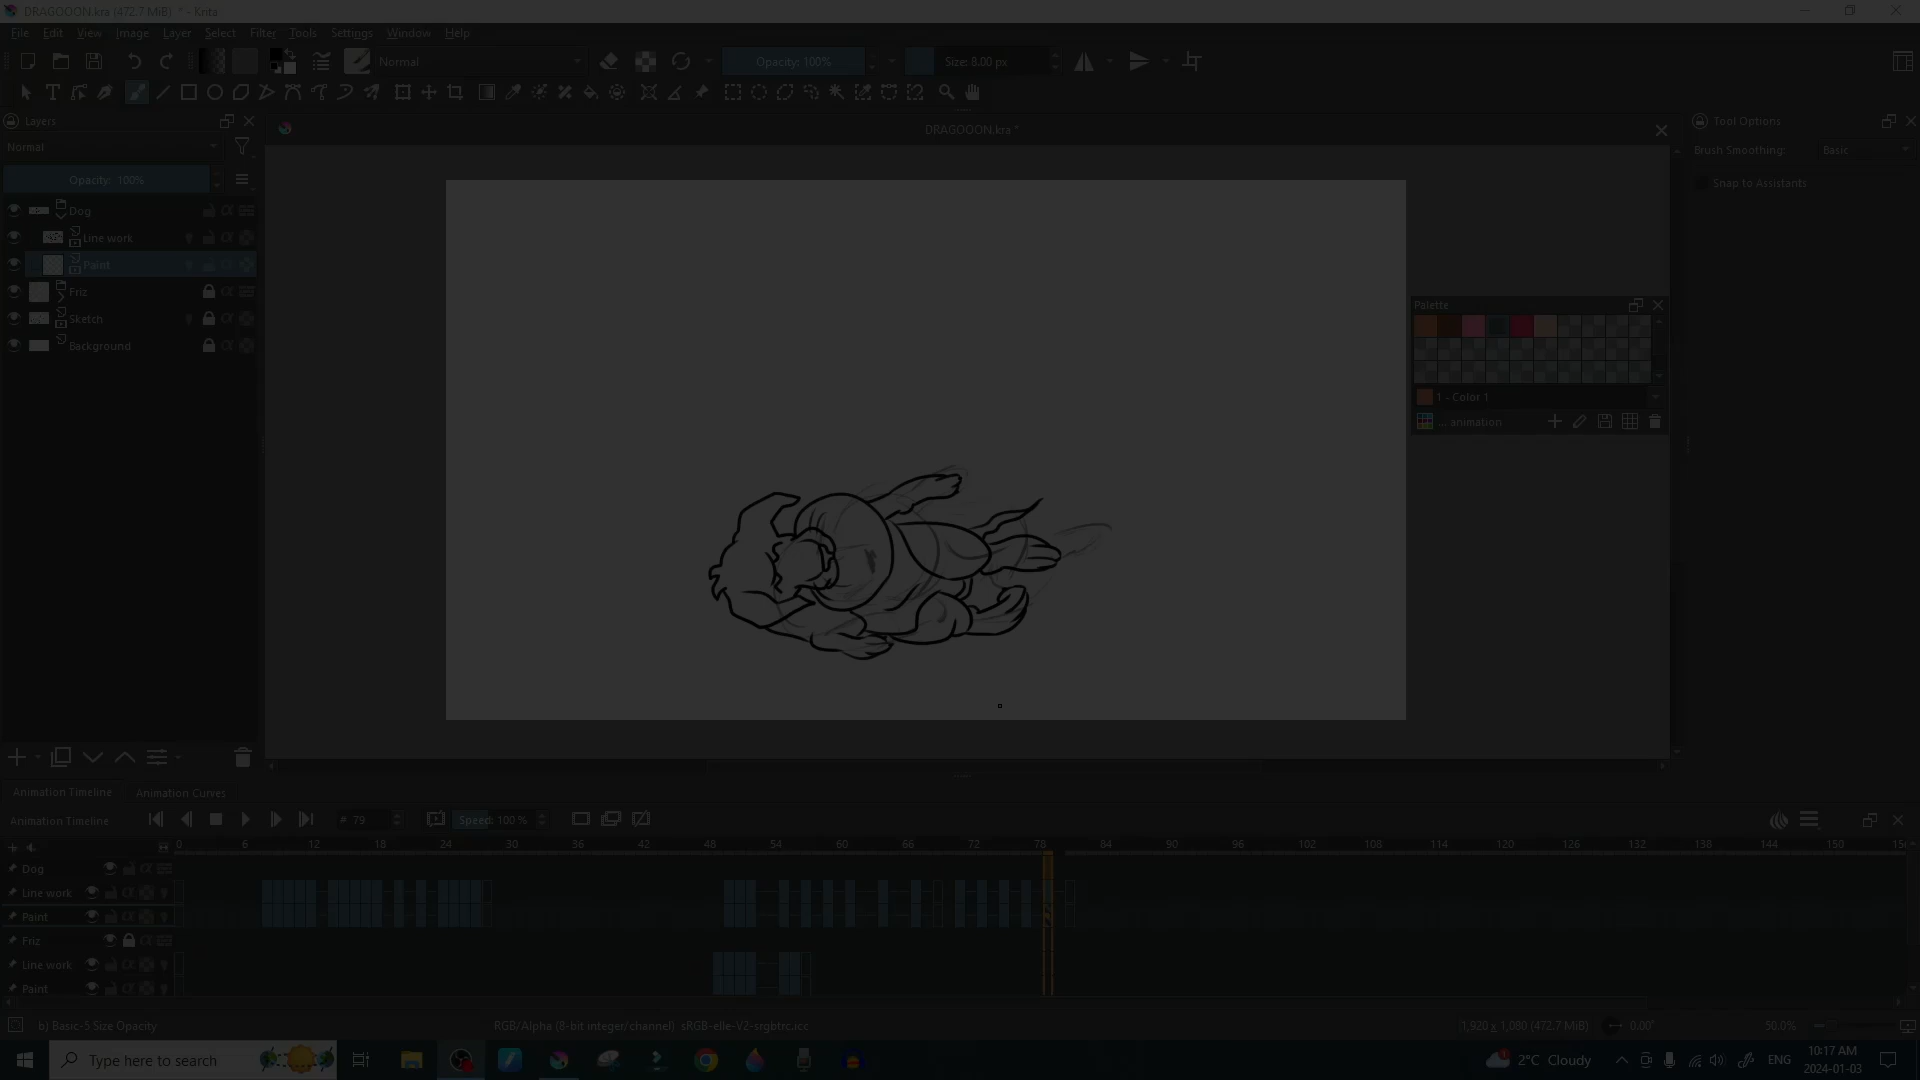 DRAGOOON.kra (472.7 MiB) * - Krita
File Edit View Image Layer Select Filter Tools Settings Window Help
Normal
Opacity: 100%
Size: 8.00 px
Layers
DRAGOOON.kra *
Tool Options
Normal
Brush Smoothing: Basic
Opacity: 100%
Snap to Assistants
Dog
Line work
Paint
Friz
Sketch
Background
Palette
1 - Color 1
... animation
Animation Timeline Animation Curves
Animation Timeline
# 79
Speed: 100 %
0 6 12 18 24 30 36 42 48 54 60 66 72 78 84 90 96 102 108 114 120 126 132 138 144 150
Dog
Line work
Paint
Friz
Line work
Paint
b) Basic-5 Size Opacity
RGB/Alpha (8-bit integer/channel) sRGB-elle-V2-srgbtrc.icc
1,920 x 1,080 (472.7 MiB)
0.00°
50.0%
Type here to search
2°C Cloudy
ENG
10:17 AM
2024-01-03